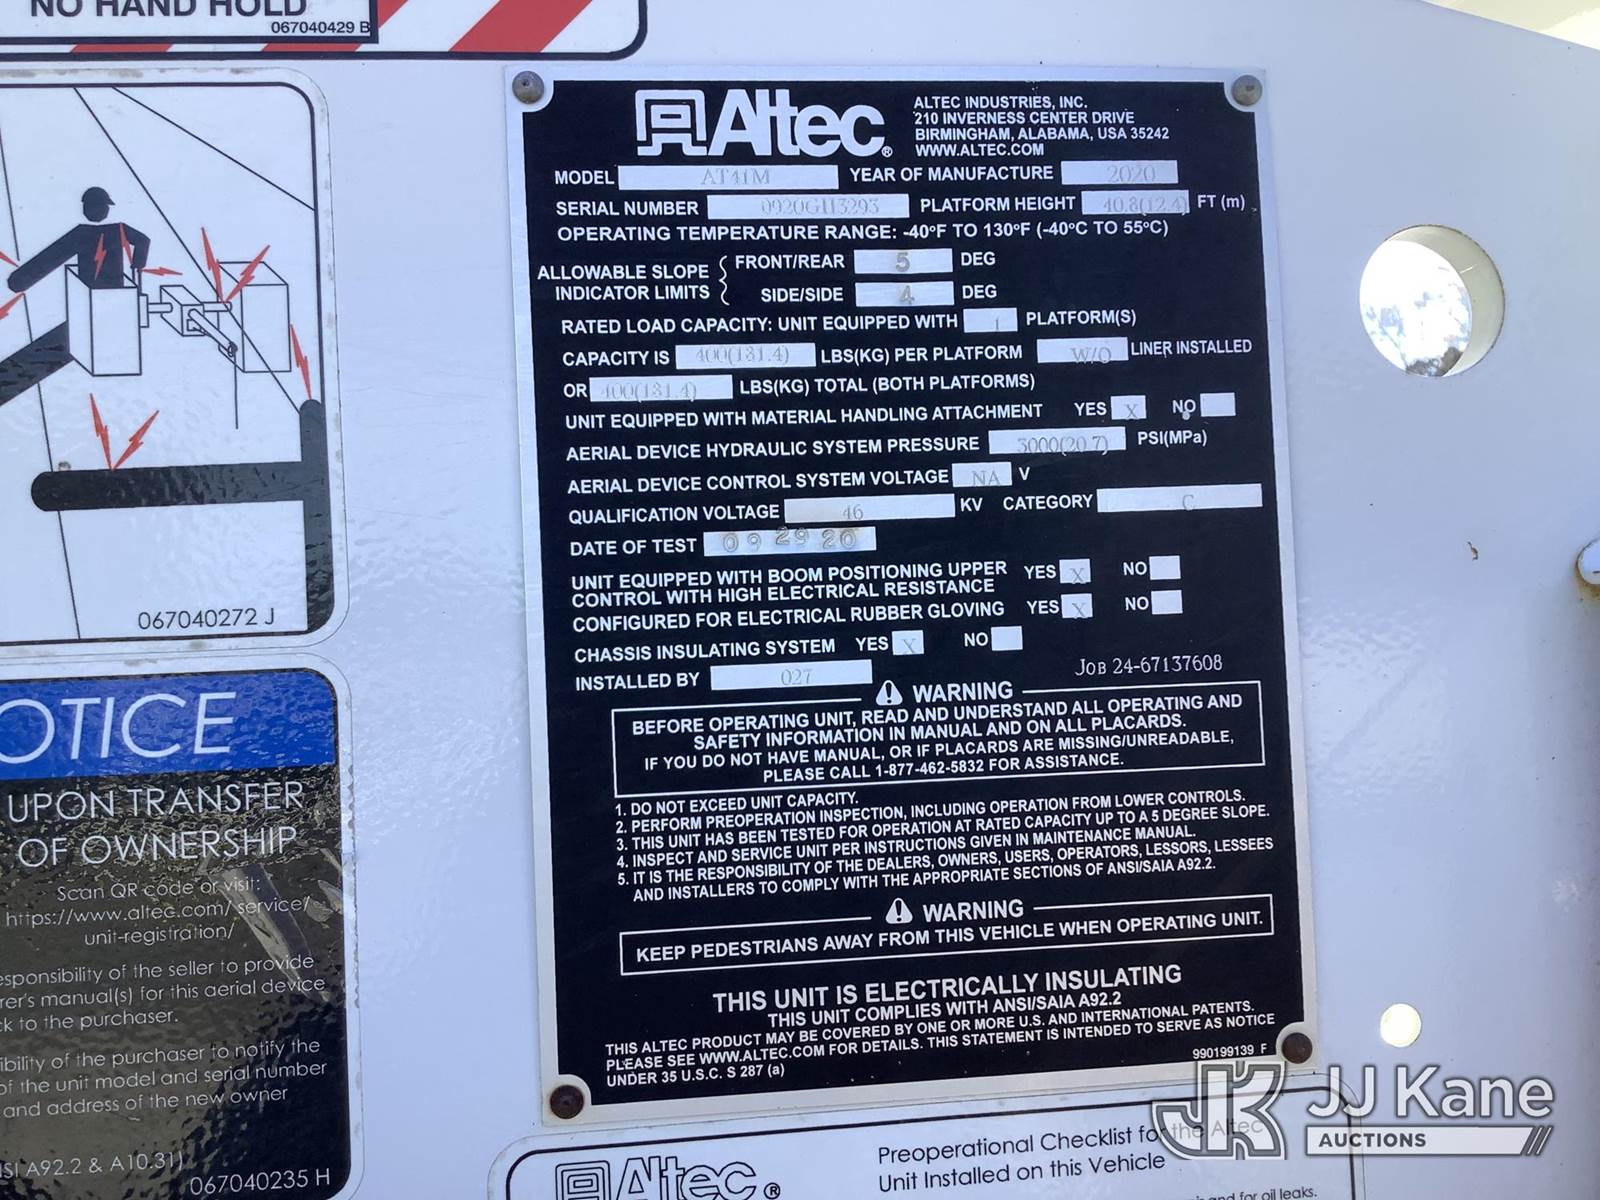 NO HAND HOLD
067040429 B
067040272 J
OTICE
UPON TRANSFER
OF OWNERSHIP
Scan QR code or visit:
https://www.altec.com/service/
unit-registration/
esponsibility of the seller to provide
rer's manual(s) for this aerial device
ck to the purchaser.
ibility of the purchaser to notify the
of the unit model and serial number
and address of the new owner
SI A92.2 & A10.31)
067040235 H
Altec®
ALTEC INDUSTRIES, INC.
210 INVERNESS CENTER DRIVE
BIRMINGHAM, ALABAMA, USA 35242
WWW.ALTEC.COM
MODEL AT41M YEAR OF MANUFACTURE 2020
SERIAL NUMBER 0920GH3293 PLATFORM HEIGHT 40.8(12.4) FT (m)
OPERATING TEMPERATURE RANGE: -40ºF TO 130ºF (-40ºC TO 55ºC)
ALLOWABLE SLOPE INDICATOR LIMITS
FRONT/REAR 5 DEG
SIDE/SIDE 4 DEG
RATED LOAD CAPACITY: UNIT EQUIPPED WITH 1 PLATFORM(S)
CAPACITY IS 400(181.4) LBS(KG) PER PLATFORM W/O LINER INSTALLED
OR 400(181.4) LBS(KG) TOTAL (BOTH PLATFORMS)
UNIT EQUIPPED WITH MATERIAL HANDLING ATTACHMENT YES X NO
AERIAL DEVICE HYDRAULIC SYSTEM PRESSURE 3000(20.7) PSI(MPa)
AERIAL DEVICE CONTROL SYSTEM VOLTAGE NA V
QUALIFICATION VOLTAGE 46 KV CATEGORY C
DATE OF TEST 09 29 20
UNIT EQUIPPED WITH BOOM POSITIONING UPPER YES X NO
CONTROL WITH HIGH ELECTRICAL RESISTANCE
CONFIGURED FOR ELECTRICAL RUBBER GLOVING YES X NO
CHASSIS INSULATING SYSTEM YES X NO
INSTALLED BY 027
JOB 24-67137608
WARNING
BEFORE OPERATING UNIT, READ AND UNDERSTAND ALL OPERATING AND
SAFETY INFORMATION IN MANUAL AND ON ALL PLACARDS.
IF YOU DO NOT HAVE MANUAL, OR IF PLACARDS ARE MISSING/UNREADABLE,
PLEASE CALL 1-877-462-5832 FOR ASSISTANCE.
1. DO NOT EXCEED UNIT CAPACITY.
2. PERFORM PREOPERATION INSPECTION, INCLUDING OPERATION FROM LOWER CONTROLS.
3. THIS UNIT HAS BEEN TESTED FOR OPERATION AT RATED CAPACITY UP TO A 5 DEGREE SLOPE.
4. INSPECT AND SERVICE UNIT PER INSTRUCTIONS GIVEN IN MAINTENANCE MANUAL.
5. IT IS THE RESPONSIBILITY OF THE DEALERS, OWNERS, USERS, OPERATORS, LESSORS, LESSEES
AND INSTALLERS TO COMPLY WITH THE APPROPRIATE SECTIONS OF ANSI/SAIA A92.2.
WARNING
KEEP PEDESTRIANS AWAY FROM THIS VEHICLE WHEN OPERATING UNIT.
THIS UNIT IS ELECTRICALLY INSULATING
THIS UNIT COMPLIES WITH ANSI/SAIA A92.2
THIS ALTEC PRODUCT MAY BE COVERED BY ONE OR MORE U.S. AND INTERNATIONAL PATENTS.
PLEASE SEE WWW.ALTEC.COM FOR DETAILS. THIS STATEMENT IS INTENDED TO SERVE AS NOTICE
UNDER 35 U.S.C. S 287 (a)
990199139 F
Altec®
Preoperational Checklist for the Altec
Unit Installed on this Vehicle
and for oil leaks.
JK JJ Kane
AUCTIONS